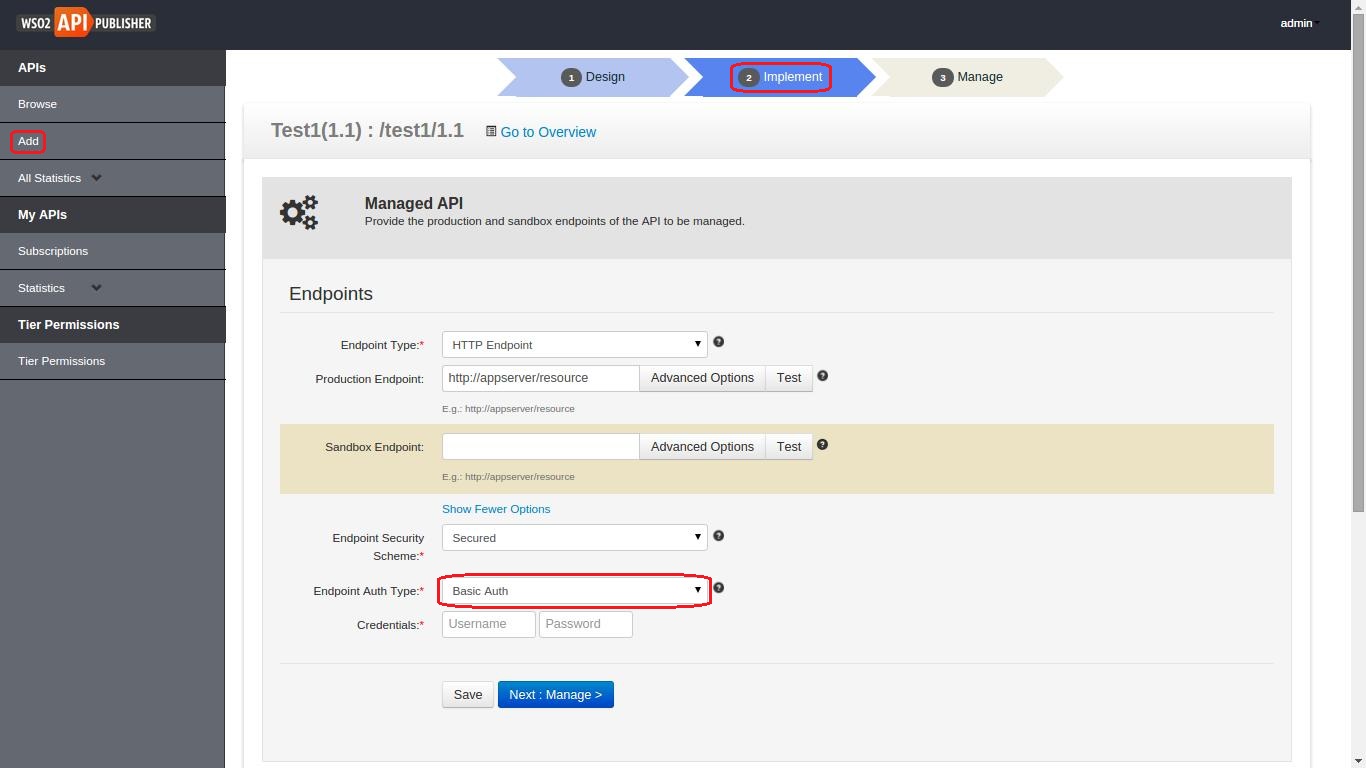 WSO2 API PUBLISHER
admin
APIs
Browse
Add
All Statistics
My APIs
Subscriptions
Statistics
Tier Permissions
Tier Permissions
1 Design
2 Implement
3 Manage
Test1(1.1) : /test1/1.1
Go to Overview
Managed API
Provide the production and sandbox endpoints of the API to be managed.
Endpoints
Endpoint Type:* HTTP Endpoint
Production Endpoint: http://appserver/resource Advanced Options Test
E.g.: http://appserver/resource
Sandbox Endpoint: Advanced Options Test
E.g.: http://appserver/resource
Show Fewer Options
Endpoint Security
Scheme:* Secured
Endpoint Auth Type:* Basic Auth
Credentials:* Username Password
Save Next : Manage >